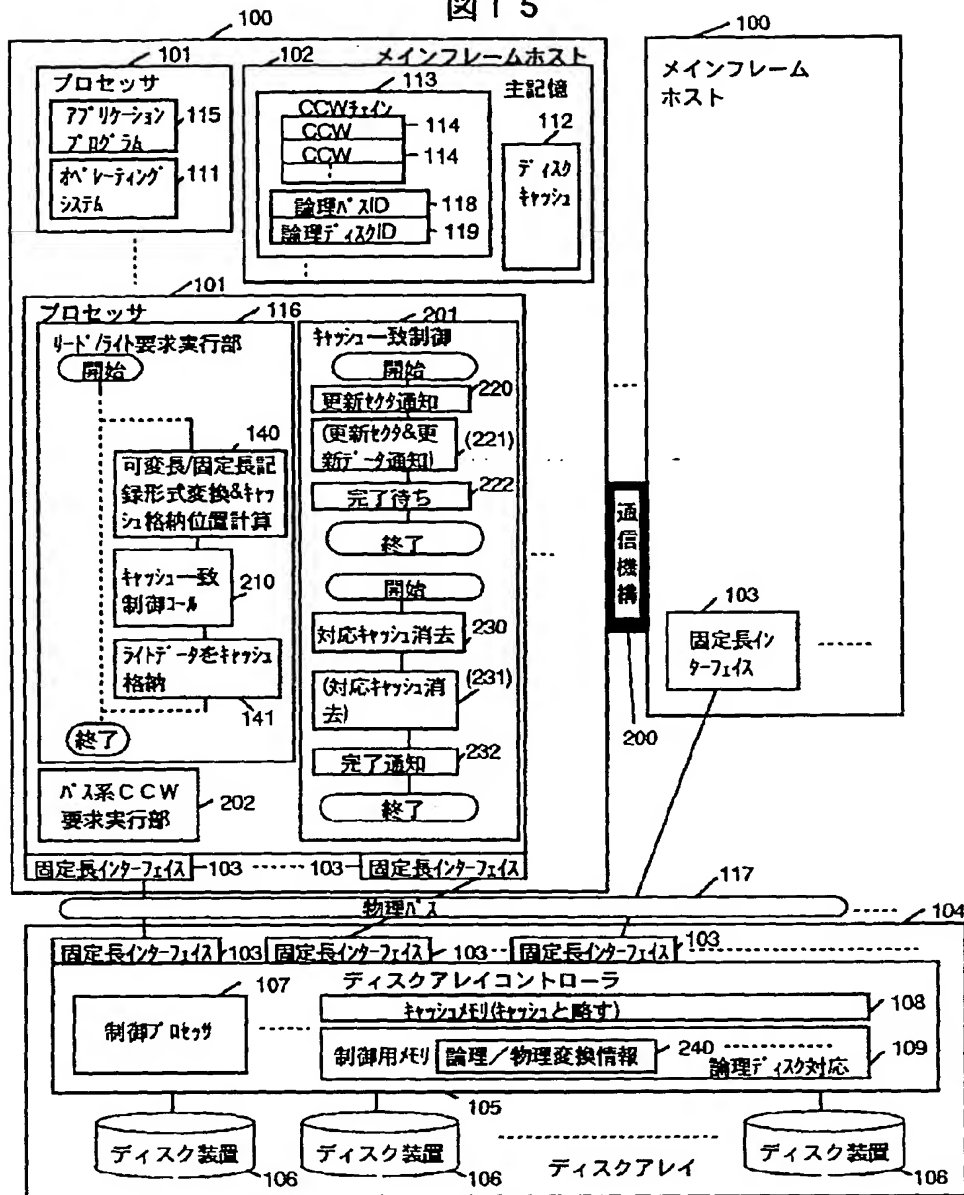 図15
100
メインフレームホスト
101
プロセッサ
アプリケーション
プログラム
115
オペレーティング
システム
111
102
主記憶
113
CCWチェイン
CCW
114
CCW
114
論理パスID
118
論理ディスクID
119
112
ディスク
キャッシュ
100
メインフレーム
ホスト
101
プロセッサ
116
リード/ライト要求実行部
開始
140
可変長/固定長記
録形式変換&キャッ
シュ格納位置計算
キャッシュ一致
制御コール
210
ライトデータをキャッシュ
格納
141
終了
パス系CCW
要求実行部
202
201
キャッシュ一致制御
開始
更新セクタ通知
220
(更新セクタ&更
新データ通知)
(221)
完了待ち
222
終了
開始
対応キャッシュ消去
230
(対応キャッシュ消
去)
(231)
完了通知
232
終了
通信機構
200
103
固定長イン
ターフェイス
固定長インターフェイス
103
103
固定長インターフェイス
117
物理パス
104
固定長インターフェイス
103
固定長インターフェイス
103
固定長インターフェイス
103
ディスクアレイコントローラ
107
制御プロセッサ
キャッシュメモリ(キャッシュと略す)
108
制御用メモリ
論理/物理変換情報
240
論理ディスク対応
109
105
ディスク装置
106
ディスク装置
106
ディスクアレイ
ディスク装置
106